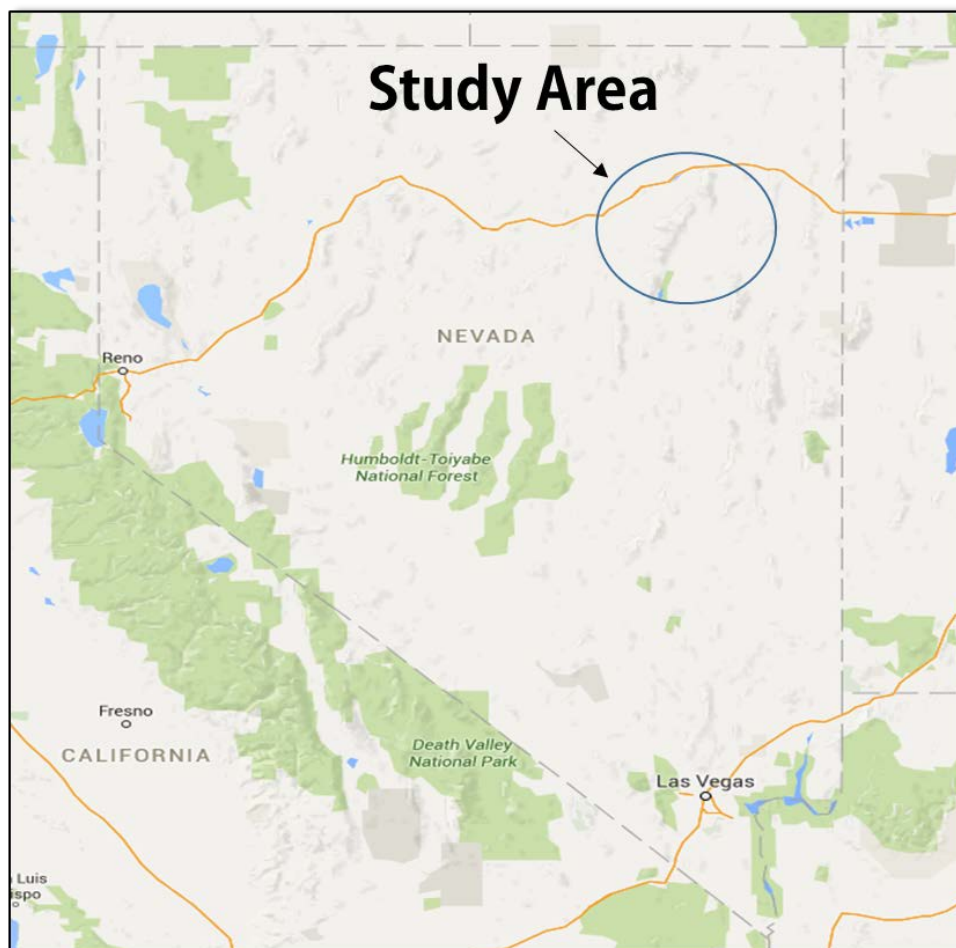 Study Area
NEVADA
Reno
Humboldt-Toiyabe
National Forest
Fresno
CALIFORNIA
Death Valley
National Park
Las Vegas
Luis
ispo